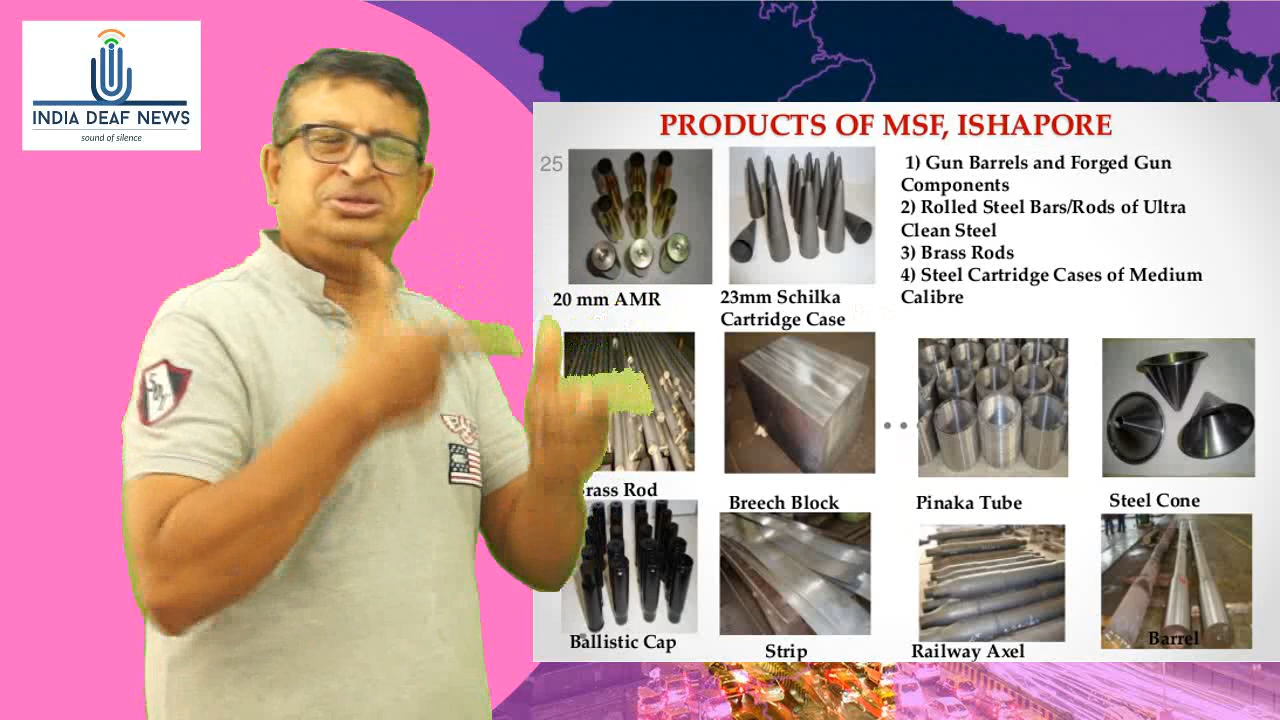 INDIA DEAF NEWS
sound of silence
PRODUCTS OF MSF, ISHAPORE
25
1) Gun Barrels and Forged Gun
Components
2) Rolled Steel Bars/Rods of Ultra
Clean Steel
3) Brass Rods
4) Steel Cartridge Cases of Medium
Calibre
20 mm AMR
23mm Schilka
Cartridge Case
rass Rod
Breech Block
Pinaka Tube
Steel Cone
Ballistic Cap
Strip
Railway Axel
Barrel